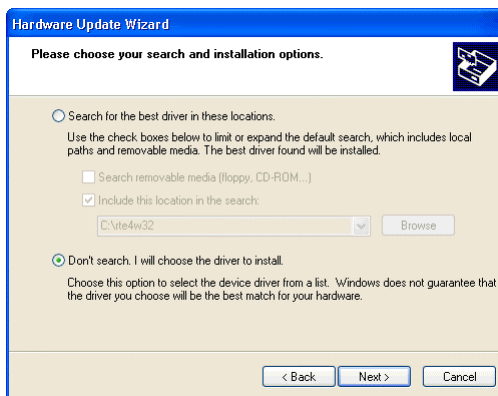 Hardware Update Wizard
Please choose your search and installation options.
Search for the best driver in these locations.
Use the check boxes below to limit or expand the default search, which includes local
paths and removable media. The best driver found will be installed.
Search removable media (floppy, CD-ROM...)
Include this location in the search:
C:\rte4w32
Browse
Don't search. I will choose the driver to install.
Choose this option to select the device driver from a list. Windows does not guarantee that
the driver you choose will be the best match for your hardware.
< Back Next > Cancel